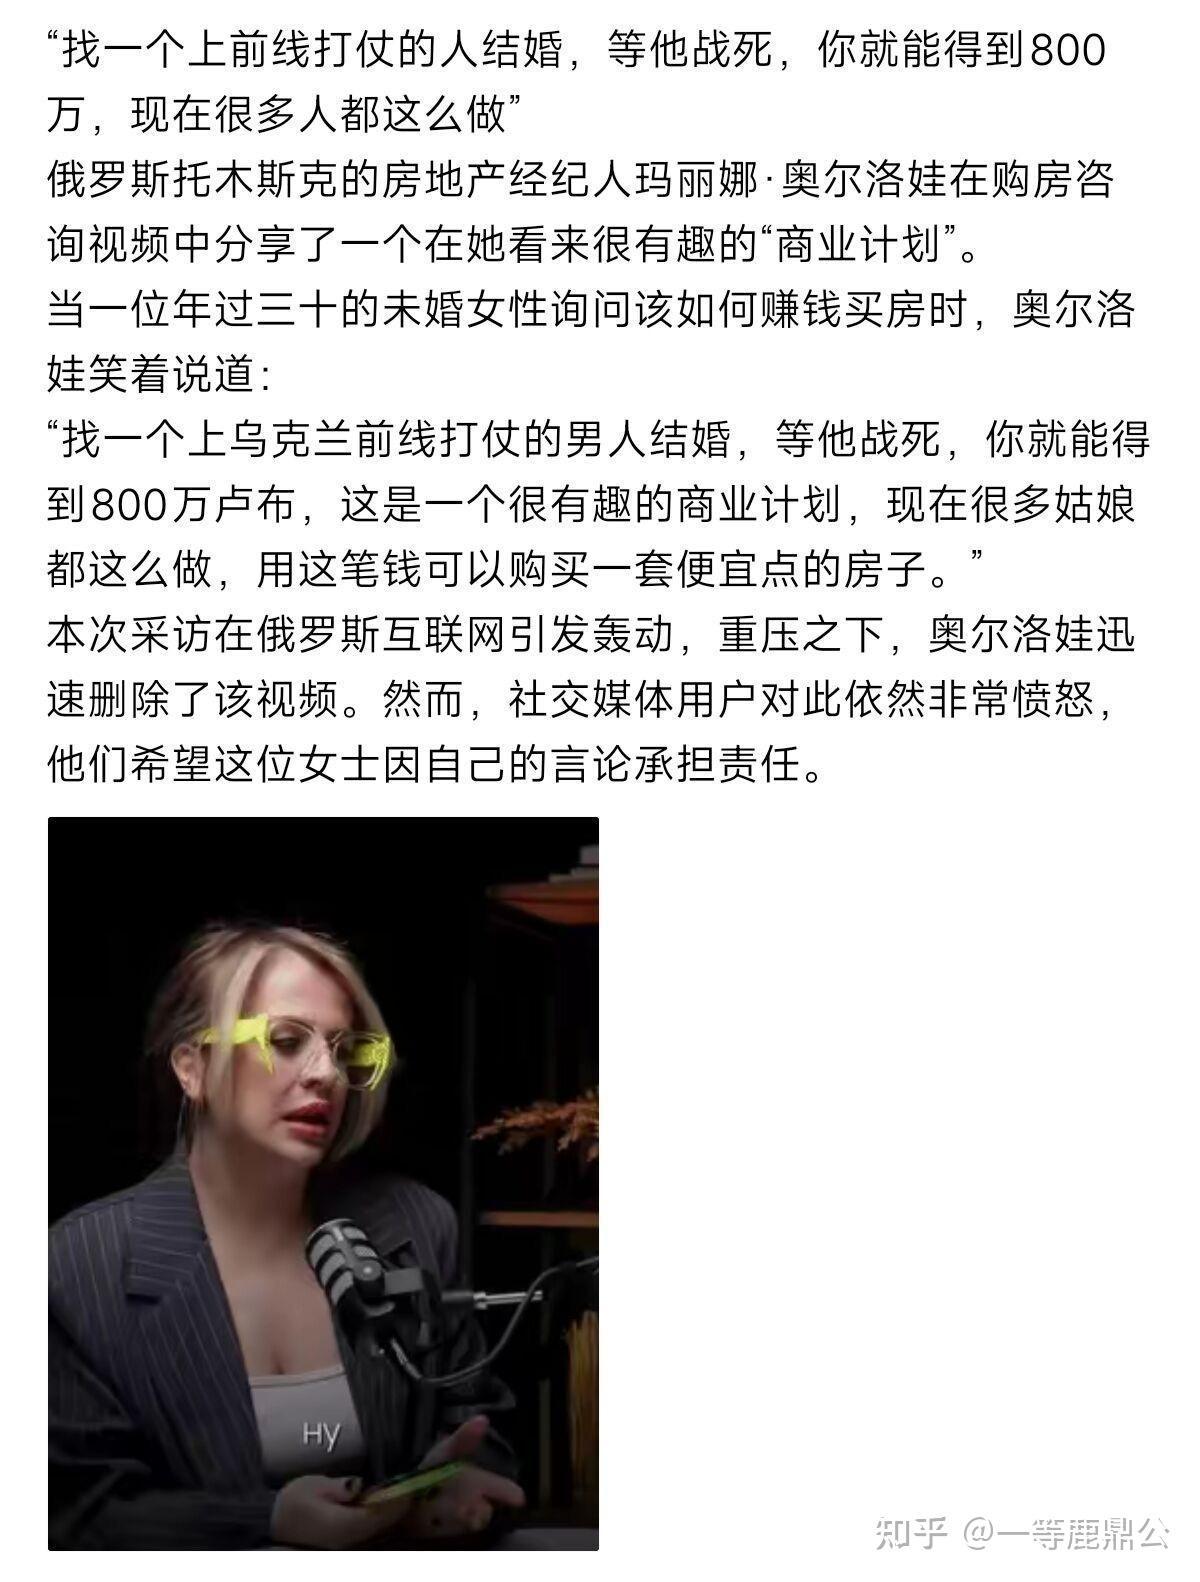 “找一个上前线打仗的人结婚，等他战死，你就能得到800
万，现在很多人都这么做”
俄罗斯托木斯克的房地产经纪人玛丽娜·奥尔洛娃在购房咨
询视频中分享了一个在她看来很有趣的“商业计划”。
当一位年过三十的未婚女性询问该如何赚钱买房时，奥尔洛
娃笑着说道：
“找一个上乌克兰前线打仗的男人结婚，等他战死，你就能得
到800万卢布，这是一个很有趣的商业计划，现在很多姑娘
都这么做，用这笔钱可以购买一套便宜点的房子。”
本次采访在俄罗斯互联网引发轰动，重压之下，奥尔洛娃迅
速删除了该视频。然而，社交媒体用户对此依然非常愤怒，
他们希望这位女士因自己的言论承担责任。
ну
知乎 @一等鹿鼎公